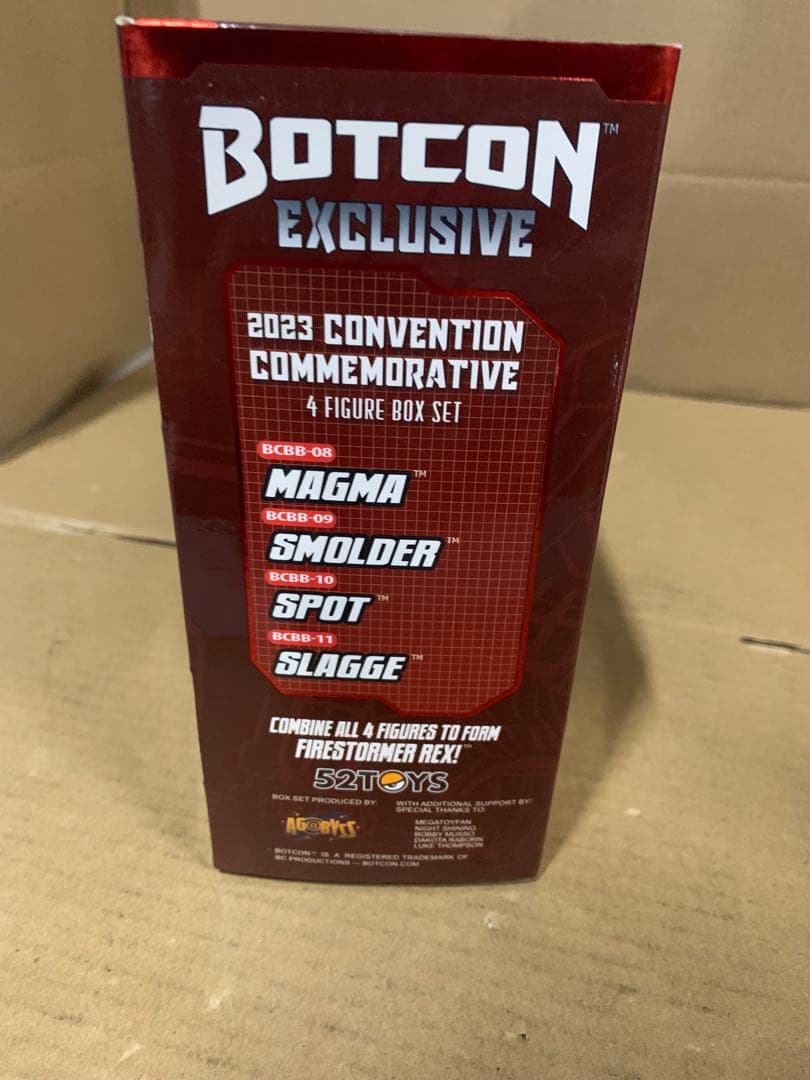 BOTCON™
EXCLUSIVE
2023 CONVENTION
COMMEMORATIVE
4 FIGURE BOX SET
BCBB-08
MAGMA™
BCBB-09
SMOLDER™
BCBB-10
SPOT™
BCBB-11
SLAGGE™
COMBINE ALL 4 FIGURES TO FORM
FIRESTORMER REX!™
52TOYS
BOX SET PRODUCED BY:
AG@BYTE
WITH ADDITIONAL SUPPORT BY/
SPECIAL THANKS TO:
MEGATOYFAN
NIGHT SHINING
ROBBY MUSSO
DAKOTA RABORN
LUKE THOMPSON
BOTCON™ IS A REGISTERED TRADEMARK OF
BC PRODUCTIONS — BOTCON.COM